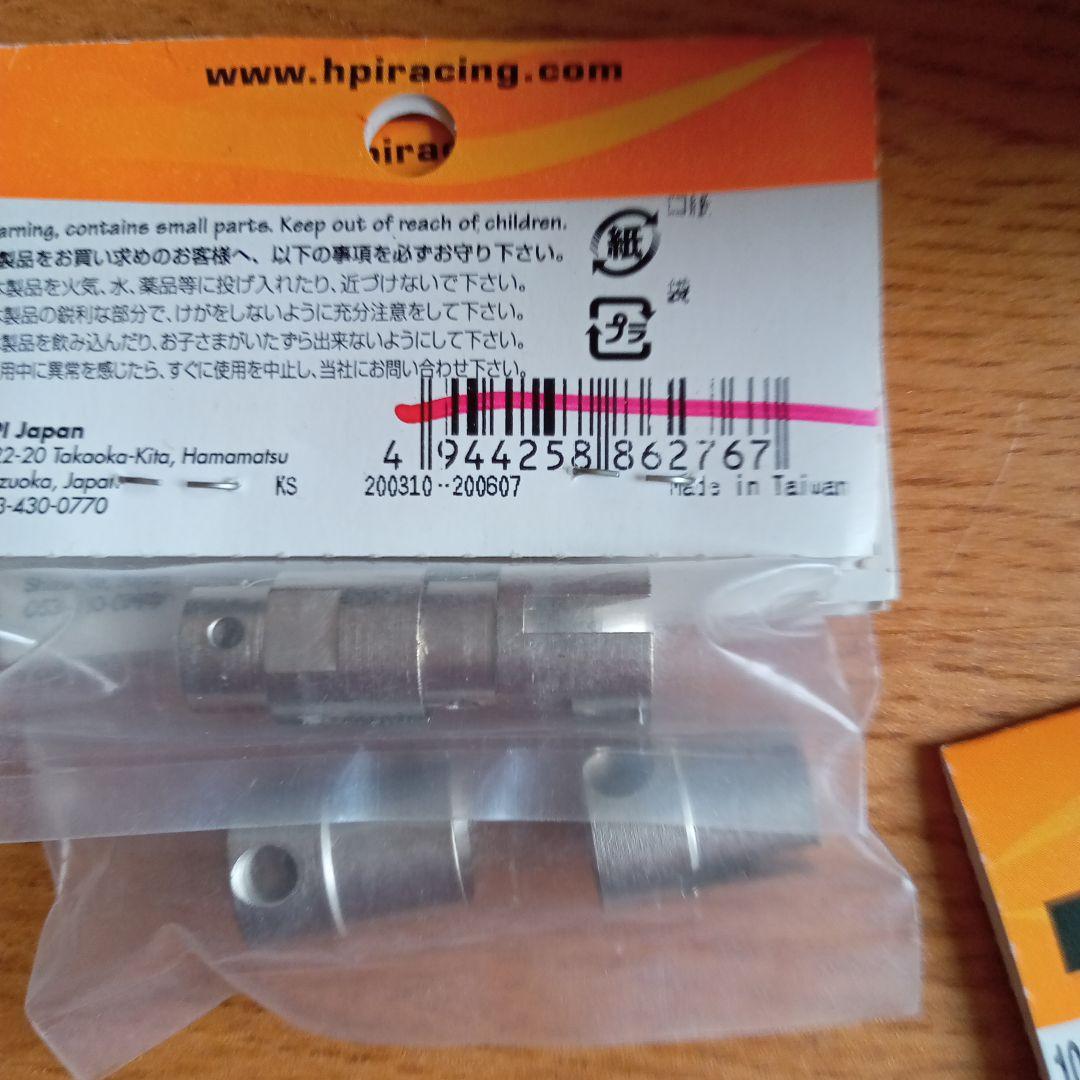 www.hpiracing.com
pirac
arning, contains small parts. Keep out of reach of children.
製品をお買い求めのお客様へ、以下の事項を必ずお守り下さい。
本製品を火気、水、薬品等に投げ入れたり、近づけないで下さい。
本製品の鋭利な部分で、けがをしないように充分注意をして下さい。
製品を飲み込んだり、お子さまがいたずら出来ないようにして下さい。
用中に異常を感じたら、すぐに使用を中止し、当社にお問い合わせ下さい。
紙
袋
プラ
PI Japan
22-20 Takaoka-Kita, Hamamatsu
zuoka, Japan
3-430-0770
KS
4 944258 862767
200310--200607
Made in Taiwan
10